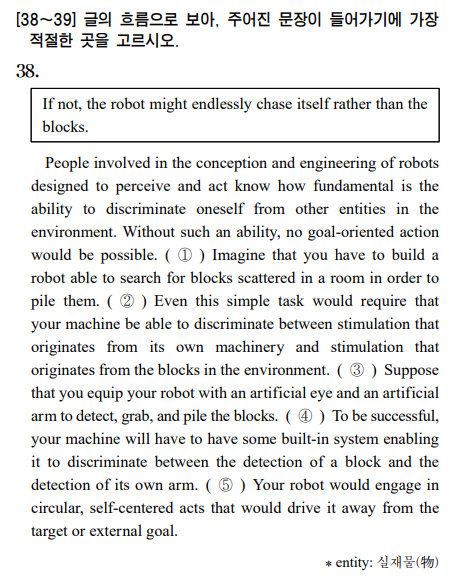 [38～39] 글의 흐름으로 보아, 주어진 문장이 들어가기에 가장
적절한 곳을 고르시오.
38.
If not, the robot might endlessly chase itself rather than the
blocks.
People involved in the conception and engineering of robots
designed to perceive and act know how fundamental is the
ability to discriminate oneself from other entities in the
environment. Without such an ability, no goal-oriented action
would be possible. ( ① ) Imagine that you have to build a
robot able to search for blocks scattered in a room in order to
pile them. ( ② ) Even this simple task would require that
your machine be able to discriminate between stimulation that
originates from its own machinery and stimulation that
originates from the blocks in the environment. ( ③ ) Suppose
that you equip your robot with an artificial eye and an artificial
arm to detect, grab, and pile the blocks. ( ④ ) To be successful,
your machine will have to have some built-in system enabling
it to discriminate between the detection of a block and the
detection of its own arm. ( ⑤ ) Your robot would engage in
circular, self-centered acts that would drive it away from the
target or external goal.
* entity: 실재물(物)